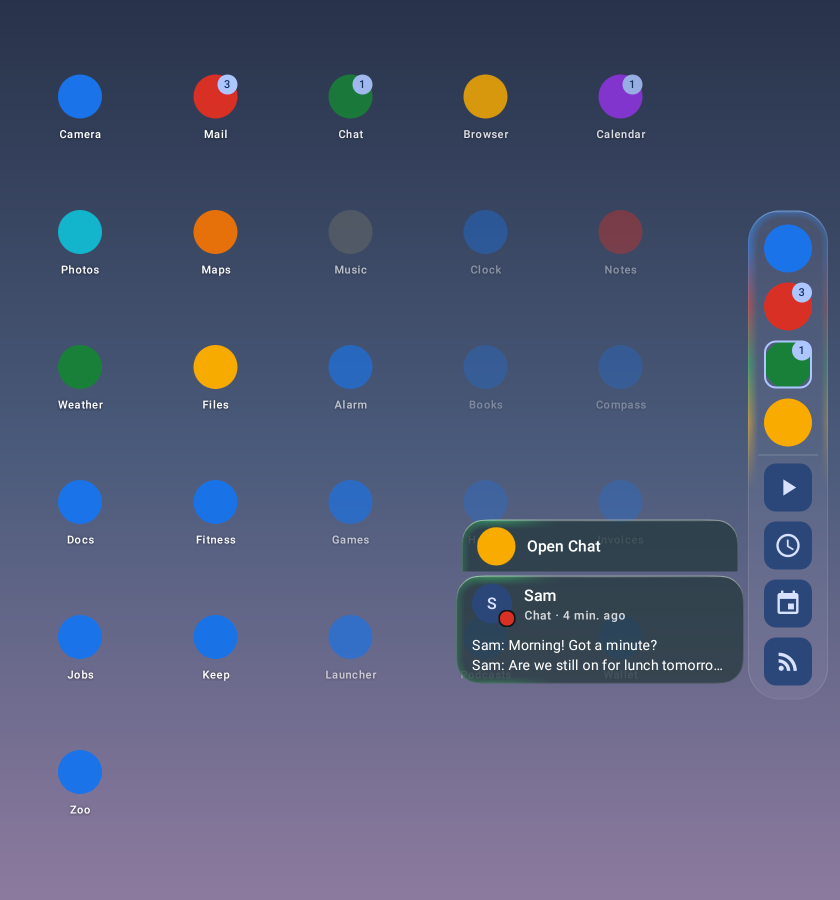 3
1
1
Camera
Mail
Chat
Browser
Calendar
Photos
Maps
Music
Clock
Notes
3
1
Weather
Files
Alarm
Books
Compass
Docs
Fitness
Games
Invoices
Open Chat
S
Sam
Chat · 4 min. ago
Sam: Morning! Got a minute?
Sam: Are we still on for lunch tomorro…
Jobs
Keep
Launcher
Podcasts
Wallet
Zoo